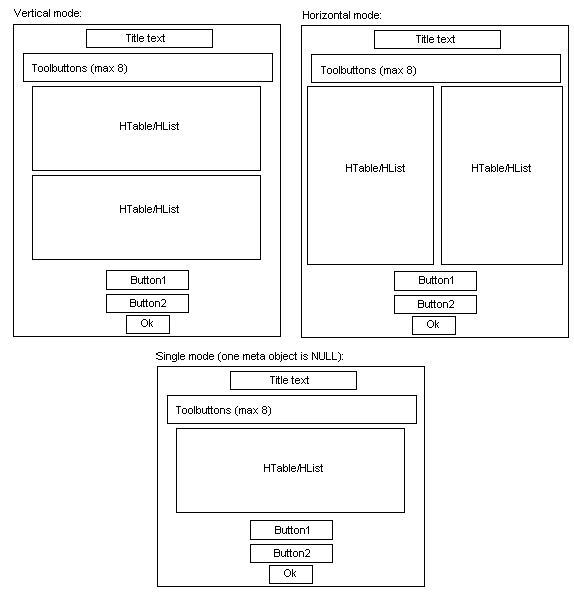 Vertical mode:
Title text
Toolbuttons (max 8)
HTable/HList
HTable/HList
Button1
Button2
Ok
Horizontal mode:
Title text
Toolbuttons (max 8)
HTable/HList
HTable/HList
Button1
Button2
Ok
Single mode (one meta object is NULL):
Title text
Toolbuttons (max 8)
HTable/HList
Button1
Button2
Ok